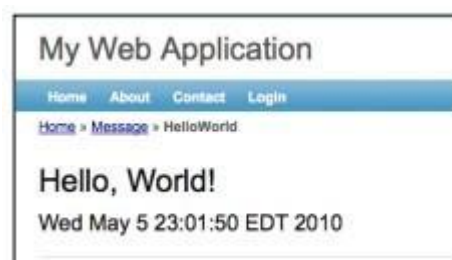 My Web Application
Home About Contact Login
Home » Message » HelloWorld
Hello, World!
Wed May 5 23:01:50 EDT 2010